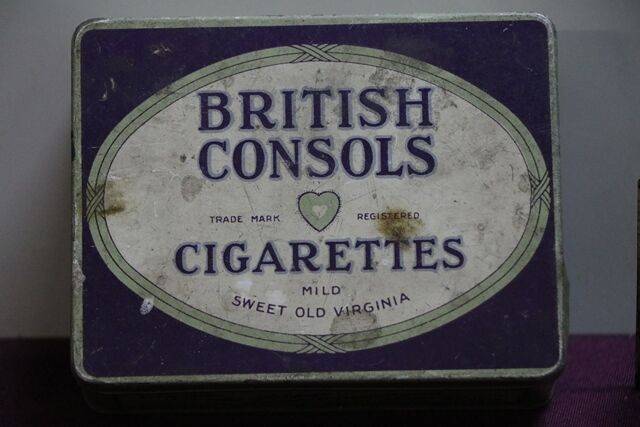 BRITISH
CONSOLS
TRADE MARK REGISTERED
CIGARETTES
MILD
SWEET OLD VIRGINIA